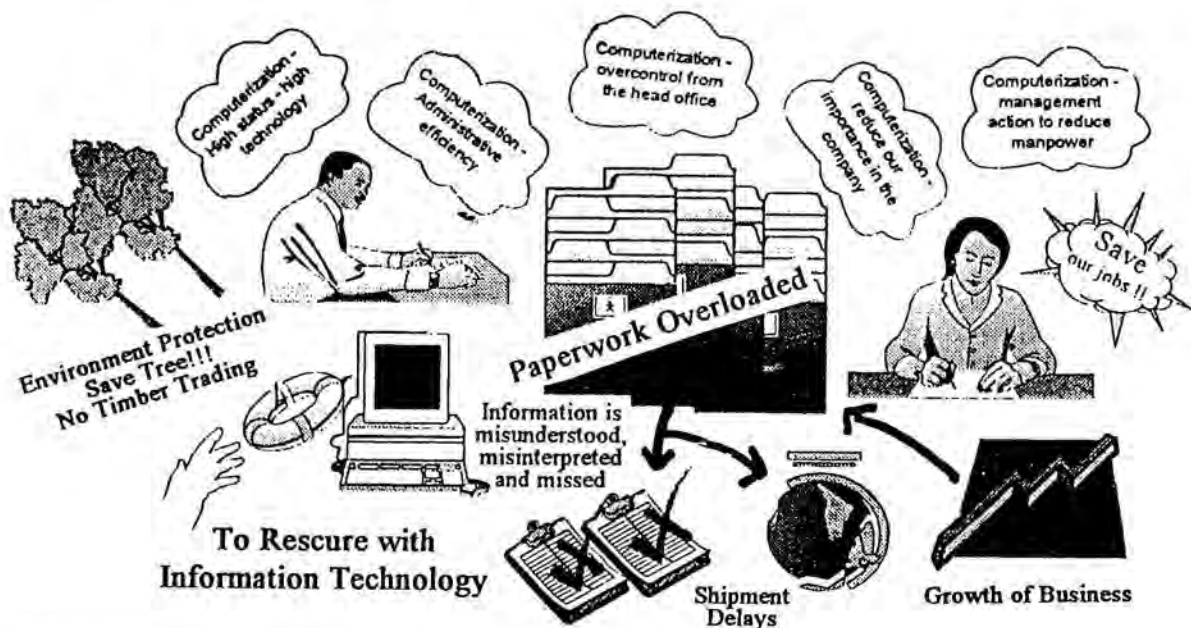 Computerization -
High status - high
technology
Computerization -
Administrative
efficiency
Computerization -
overcontrol from
the head office
Computerization -
reduce our
importance in the
company
Computerization -
management
action to reduce
manpower
Save
our jobs !!
Environment Protection
Save Tree!!!
No Timber Trading
Paperwork Overloaded
Information is
misunderstood,
misinterpreted
and missed
To Rescure with
Information Technology
Shipment
Delays
Growth of Business